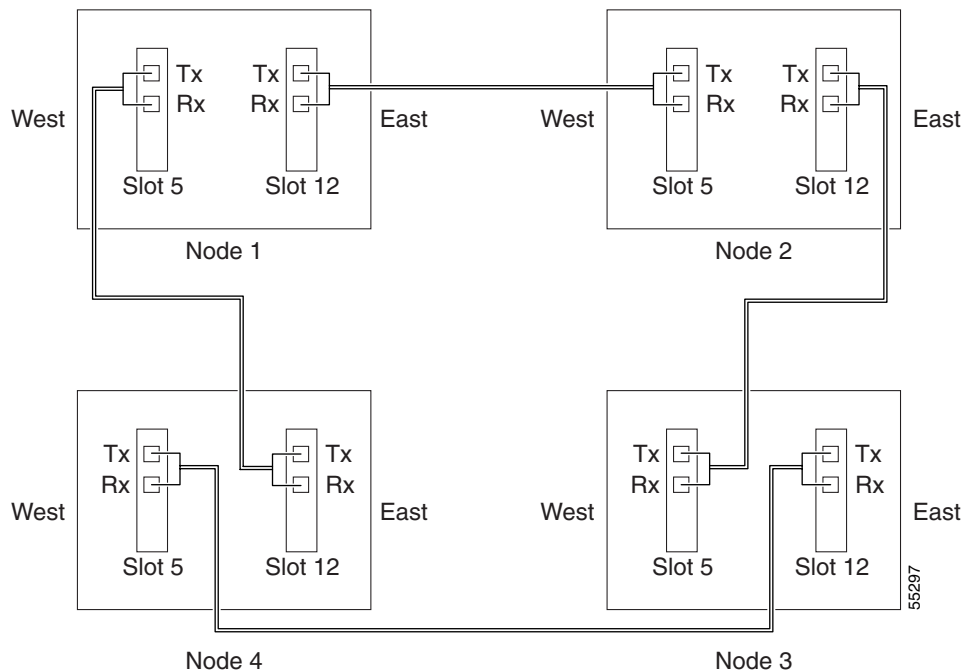 Tx Tx Tx Tx
Rx Rx Rx Rx
West East West East
Slot 5 Slot 12 Slot 5 Slot 12
Node 1 Node 2
Tx Tx Tx Tx
Rx Rx Rx Rx
West East West East
Slot 5 Slot 12 Slot 5 Slot 12
55297
Node 4 Node 3